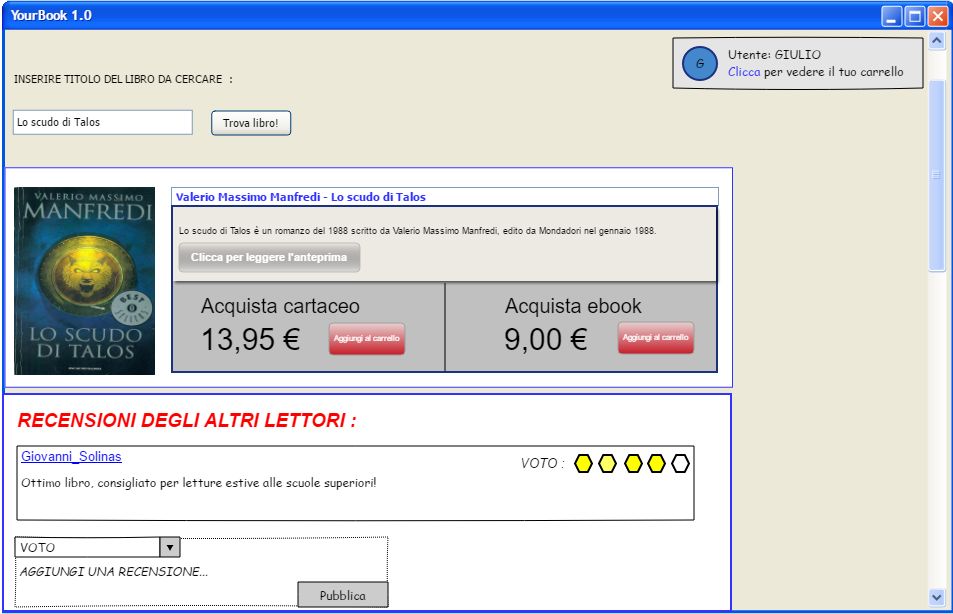 YourBook 1.0
Utente: GIULIO
G
Clicca per vedere il tuo carrello
INSERIRE TITOLO DEL LIBRO DA CERCARE :
Lo scudo di Talos
Trova libro!
VALERIO MASSIMO
MANFREDI
BEST
SELLERS
LO SCUDO
DI TALOS
Valerio Massimo Manfredi - Lo scudo di Talos
Lo scudo di Talos è un romanzo del 1988 scritto da Valerio Massimo Manfredi, edito da Mondadori nel gennaio 1988.
Clicca per leggere l'anteprima
Acquista cartaceo
13,95 €
Aggiungi al carrello
Acquista ebook
9,00 €
Aggiungi al carrello
RECENSIONI DEGLI ALTRI LETTORI :
Giovanni_Solinas
VOTO :
Ottimo libro, consigliato per letture estive alle scuole superiori!
VOTO
AGGIUNGI UNA RECENSIONE...
Pubblica